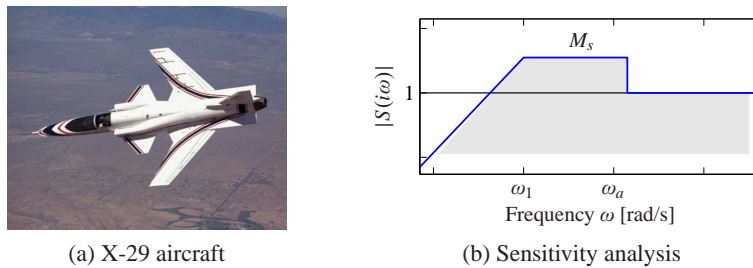 M_s
|S(iω)|
1
ω_1
ω_a
Frequency ω [rad/s]
(a) X-29 aircraft
(b) Sensitivity analysis